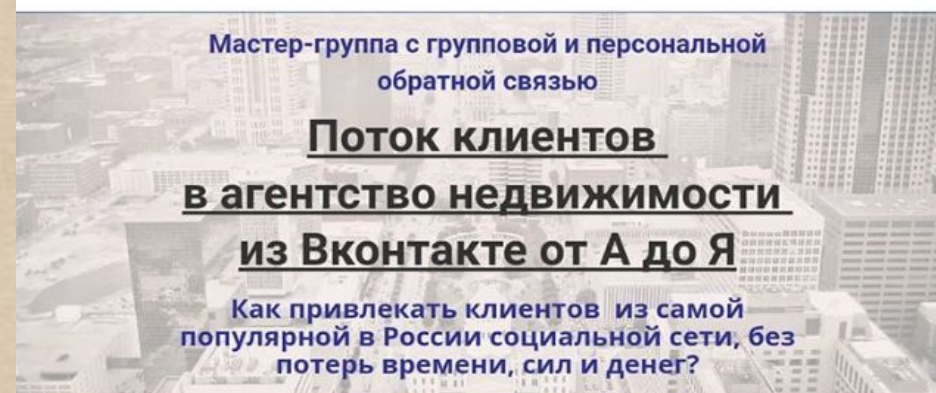 Мастер-группа с групповой и персональной
обратной связью
Поток клиентов
в агентство недвижимости
из Вконтакте от А до Я
Как привлекать клиентов из самой
популярной в России социальной сети, без
потерь времени, сил и денег?